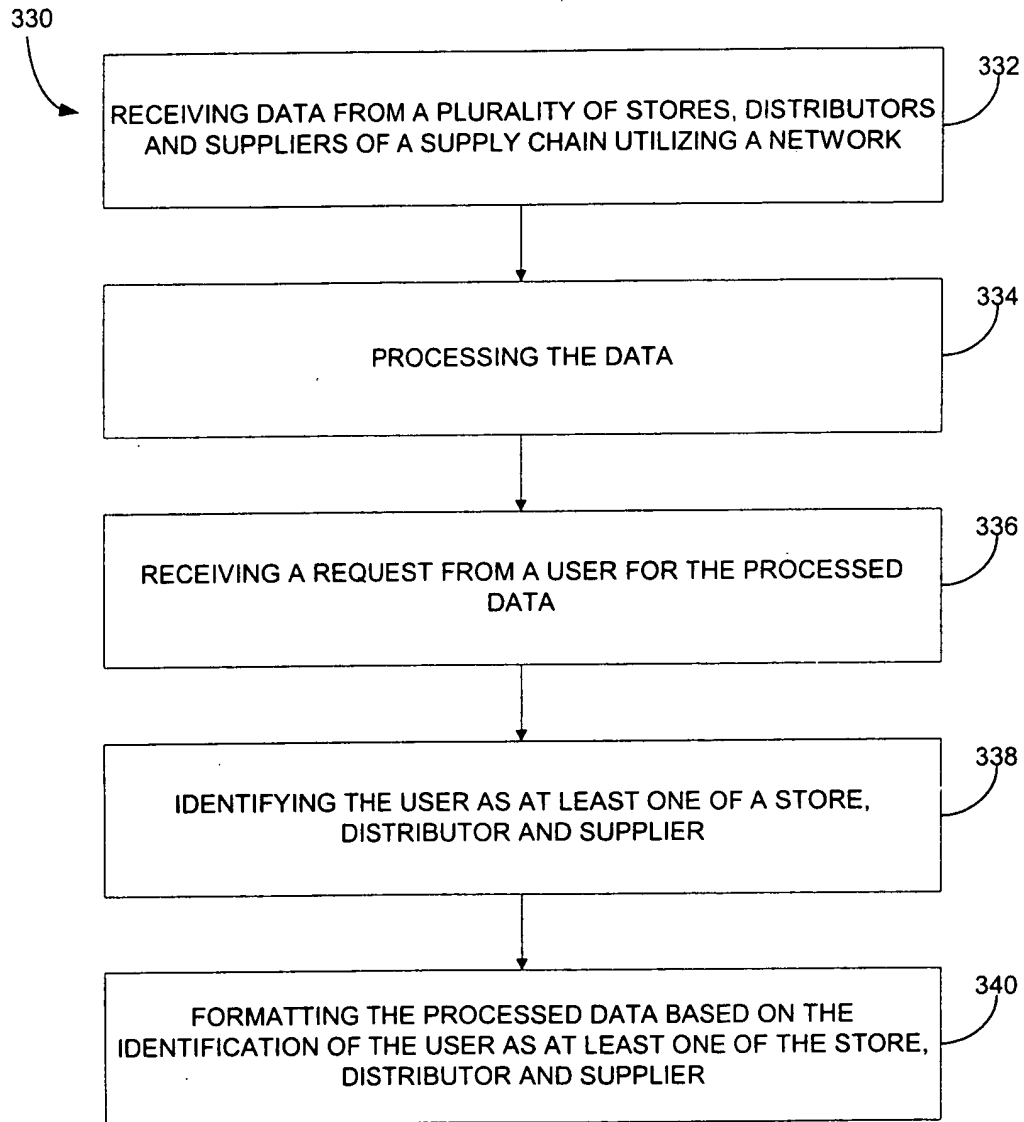 330
332
RECEIVING DATA FROM A PLURALITY OF STORES, DISTRIBUTORS
AND SUPPLIERS OF A SUPPLY CHAIN UTILIZING A NETWORK
334
PROCESSING THE DATA
336
RECEIVING A REQUEST FROM A USER FOR THE PROCESSED
DATA
338
IDENTIFYING THE USER AS AT LEAST ONE OF A STORE,
DISTRIBUTOR AND SUPPLIER
340
FORMATTING THE PROCESSED DATA BASED ON THE
IDENTIFICATION OF THE USER AS AT LEAST ONE OF THE STORE,
DISTRIBUTOR AND SUPPLIER